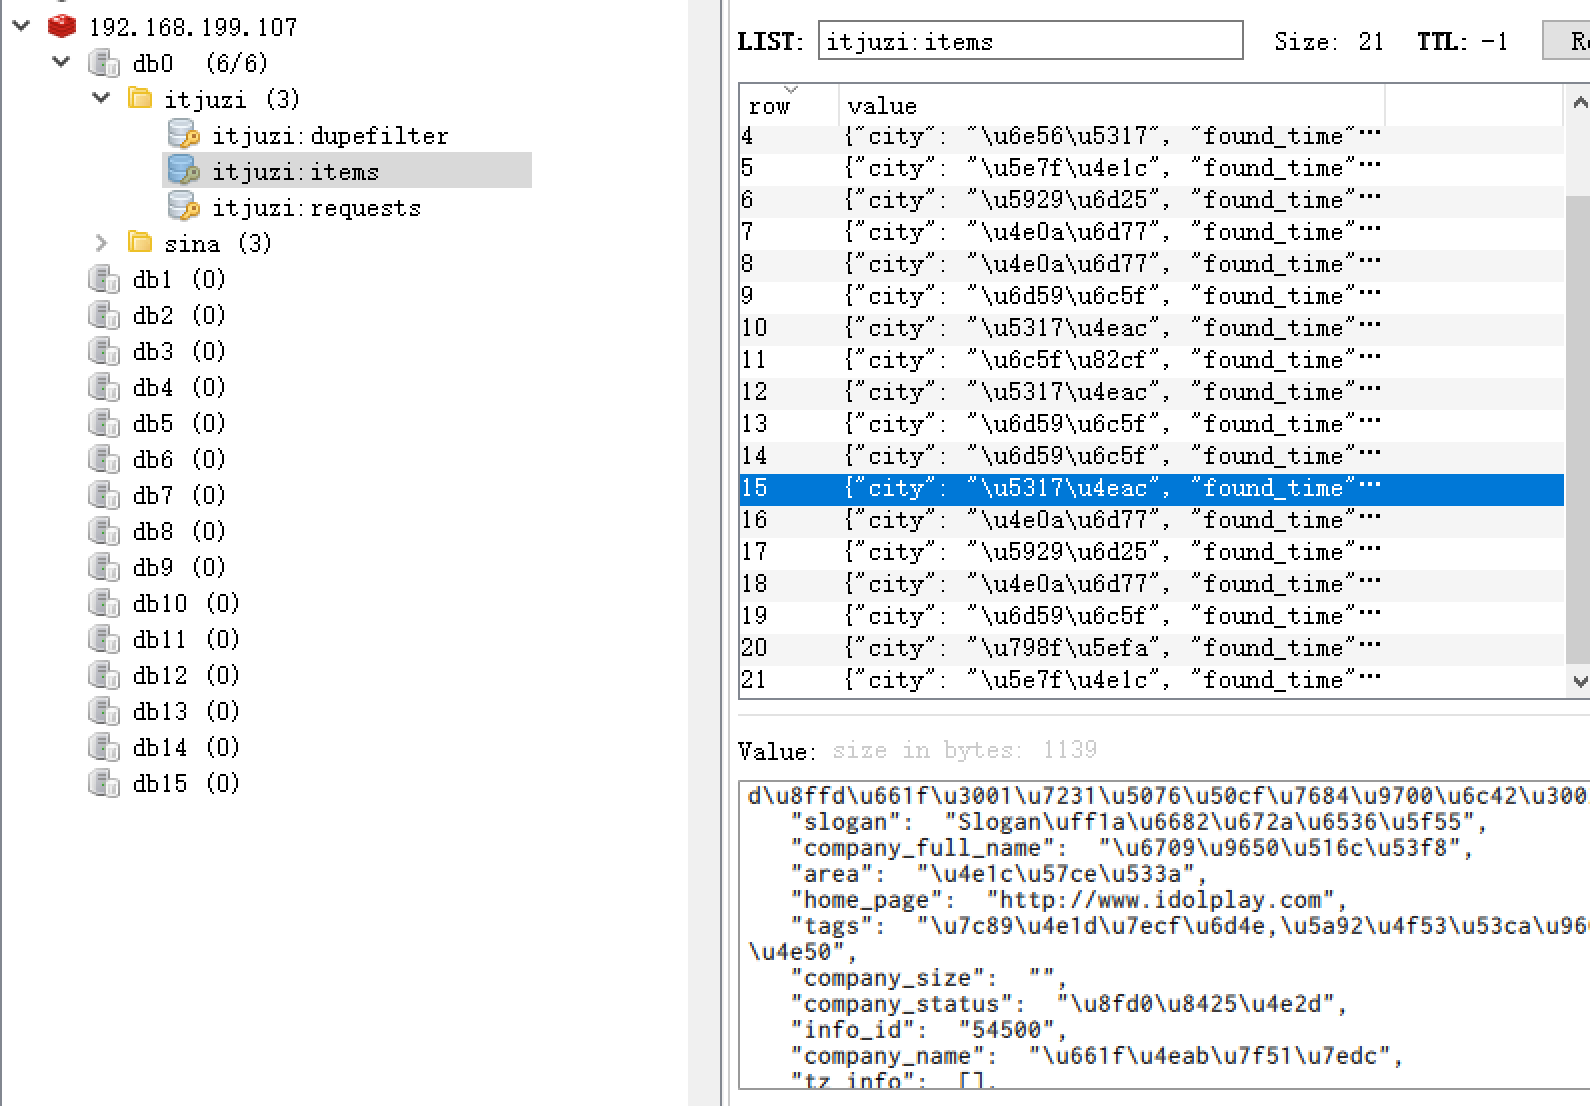 192.168.199.107
db0 (6/6)
itjuzi (3)
itjuzi:dupefilter
itjuzi:items
itjuzi:requests
sina (3)
db1 (0)
db2 (0)
db3 (0)
db4 (0)
db5 (0)
db6 (0)
db7 (0)
db8 (0)
db9 (0)
db10 (0)
db11 (0)
db12 (0)
db13 (0)
db14 (0)
db15 (0)
LIST: itjuzi:items Size: 21 TTL: -1
row value
4 {"city": "\u6e56\u5317", "found_time"...
5 {"city": "\u5e7f\u4e1c", "found_time"...
6 {"city": "\u5929\u6d25", "found_time"...
7 {"city": "\u4e0a\u6d77", "found_time"...
8 {"city": "\u4e0a\u6d77", "found_time"...
9 {"city": "\u6d59\u6c5f", "found_time"...
10 {"city": "\u5317\u4eac", "found_time"...
11 {"city": "\u6c5f\u82cf", "found_time"...
12 {"city": "\u5317\u4eac", "found_time"...
13 {"city": "\u6d59\u6c5f", "found_time"...
14 {"city": "\u6d59\u6c5f", "found_time"...
15 {"city": "\u5317\u4eac", "found_time"...
16 {"city": "\u4e0a\u6d77", "found_time"...
17 {"city": "\u5929\u6d25", "found_time"...
18 {"city": "\u4e0a\u6d77", "found_time"...
19 {"city": "\u6d59\u6c5f", "found_time"...
20 {"city": "\u798f\u5efa", "found_time"...
21 {"city": "\u5e7f\u4e1c", "found_time"...
Value: size in bytes: 1139
d\u8ffd\u661f\u3001\u7231\u5076\u50cf\u7684\u9700\u6c42\u300
"slogan": "Slogan\uff1a\u6682\u672a\u6536\u5f55",
"company_full_name": "\u6709\u9650\u516c\u53f8",
"area": "\u4e1c\u57ce\u533a",
"home_page": "http://www.idolplay.com",
"tags": "\u7c89\u4e1d\u7ecf\u6d4e,\u5a92\u4f53\u53ca\u96
\u4e50",
"company_size": "",
"company_status": "\u8fd0\u8425\u4e2d",
"info_id": "54500",
"company_name": "\u661f\u4eab\u7f51\u7edc",
"tz_info": [],